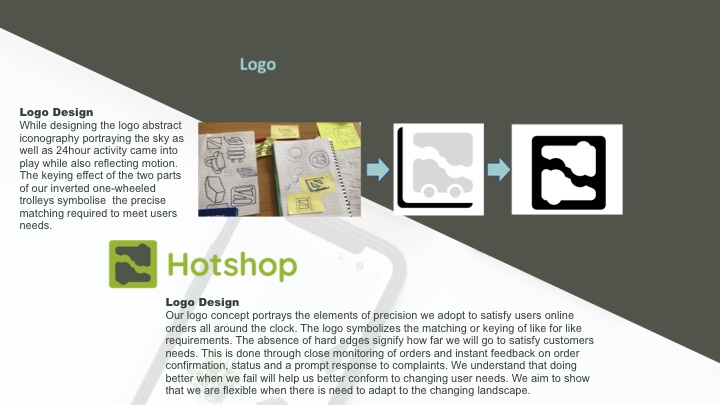 Logo
Logo Design
While designing the logo abstract
iconography portraying the sky as
well as 24hour activity came into
play while also reflecting motion.
The keying effect of the two parts
of our inverted one-wheeled
trolleys symbolise  the precise
matching required to meet users
needs.
Hotshop
Logo Design
Our logo concept portrays the elements of precision we adopt to satisfy users online
orders all around the clock. The logo symbolizes the matching or keying of like for like
requirements. The absence of hard edges signify how far we will go to satisfy customers
needs. This is done through close monitoring of orders and instant feedback on order
confirmation, status and a prompt response to complaints. We understand that doing
better when we fail will help us better conform to changing user needs. We aim to show
that we are flexible when there is need to adapt to the changing landscape.